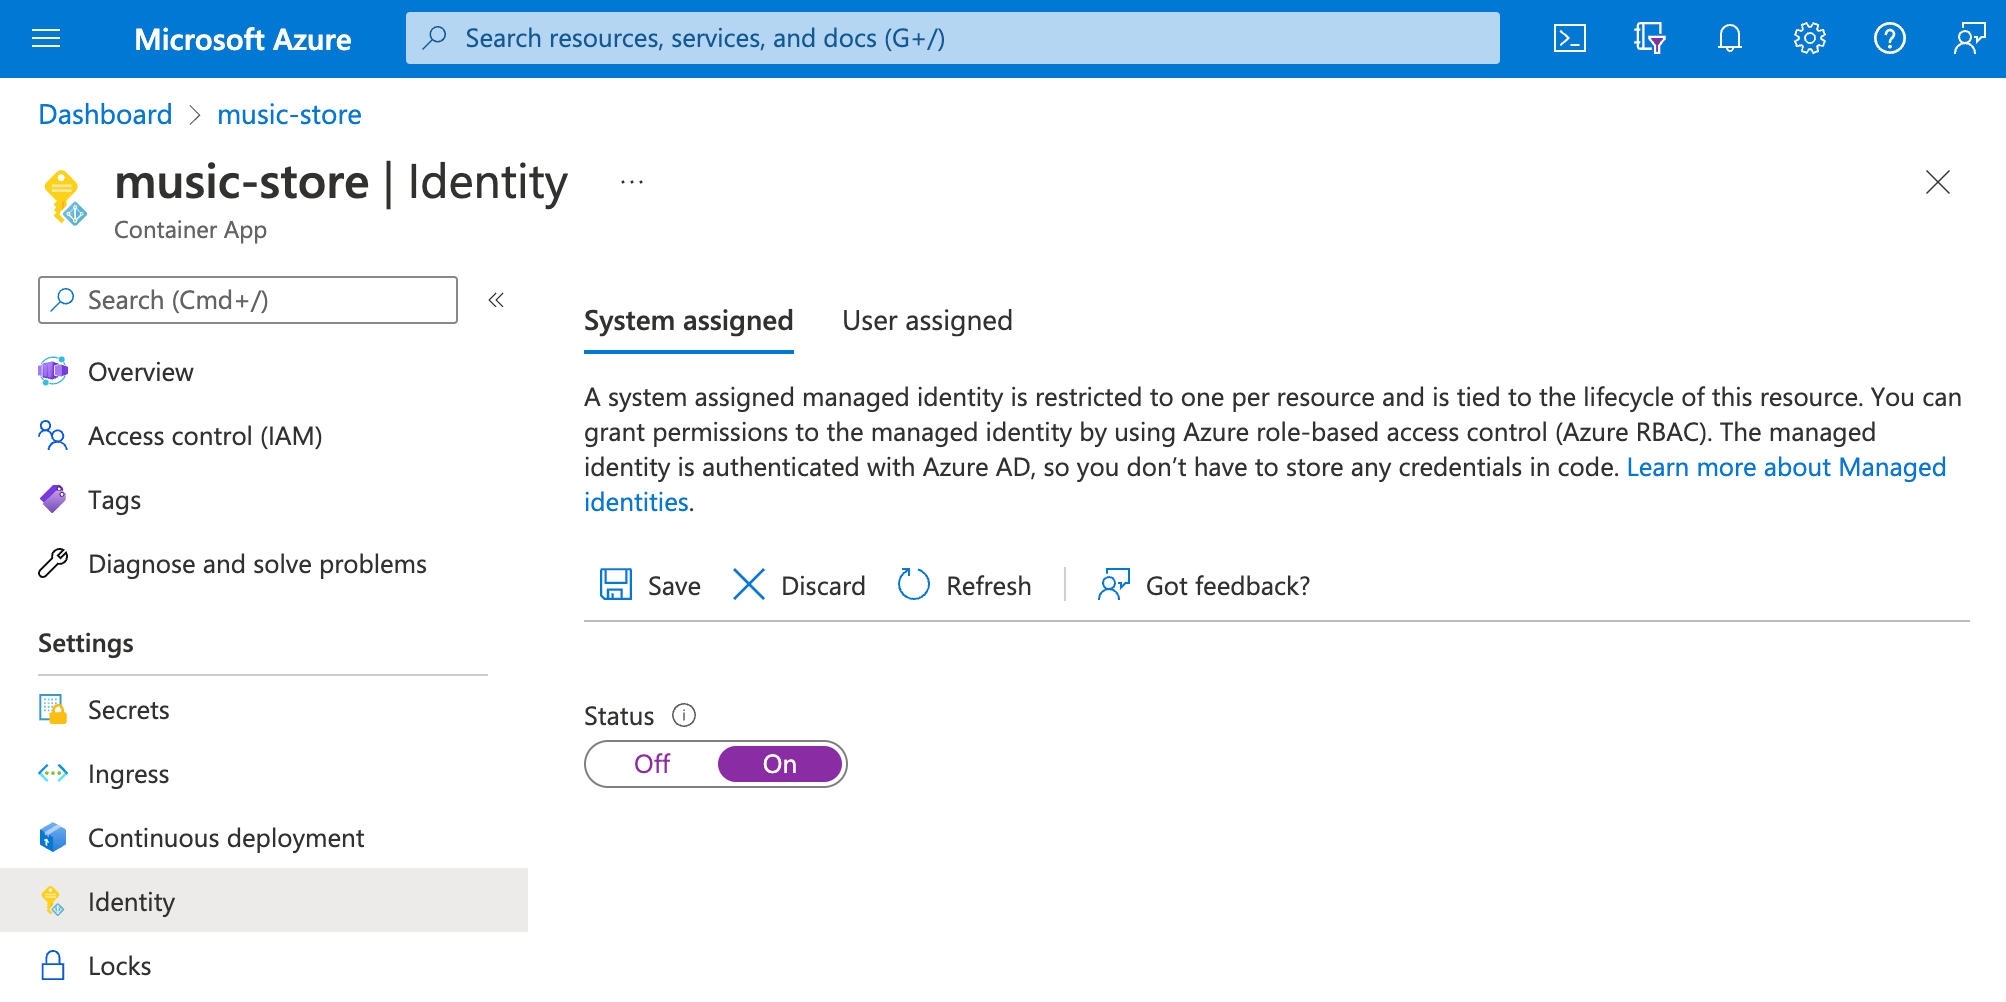 Microsoft Azure
Search resources, services, and docs (G+/)
Dashboard > music-store
music-store | Identity ...
Container App
Search (Cmd+/)
Overview
Access control (IAM)
Tags
Diagnose and solve problems
Settings
Secrets
Ingress
Continuous deployment
Identity
Locks
System assigned User assigned
A system assigned managed identity is restricted to one per resource and is tied to the lifecycle of this resource. You can
grant permissions to the managed identity by using Azure role-based access control (Azure RBAC). The managed
identity is authenticated with Azure AD, so you don’t have to store any credentials in code. Learn more about Managed
identities.
Save Discard Refresh Got feedback?
Status
Off On